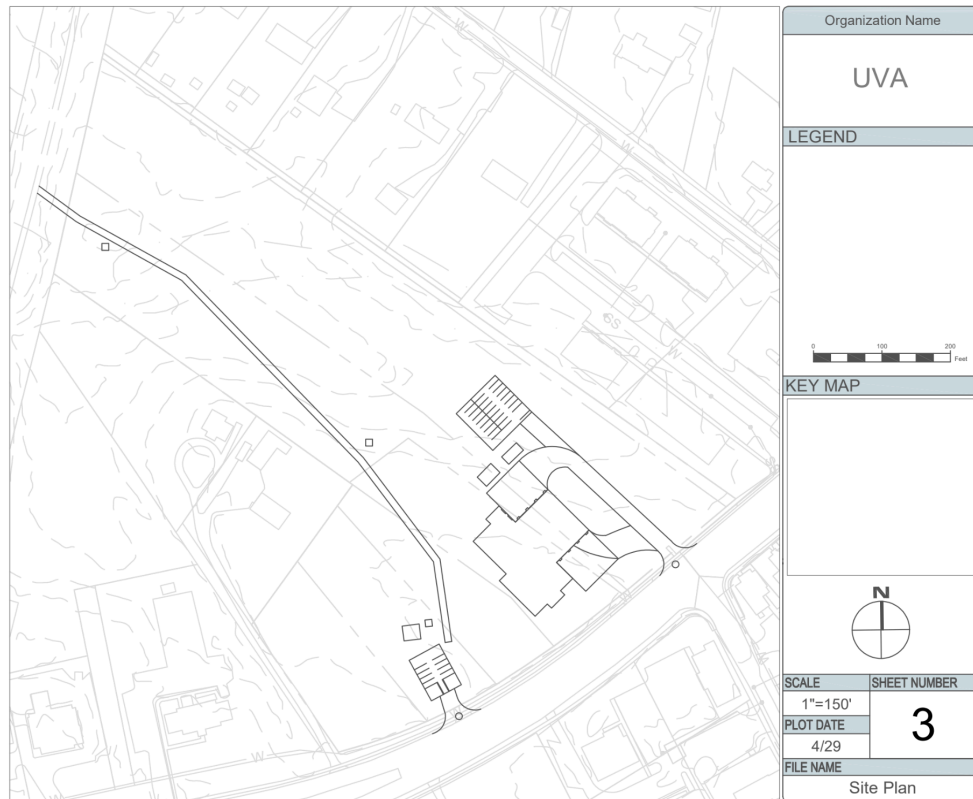 Organization Name
UVA
LEGEND
0 100 200
Feet
KEY MAP
N
SCALE SHEET NUMBER
1"=150'
3
PLOT DATE
4/29
FILE NAME
Site Plan
W
W
W
SS
W
W
W
W
W
W